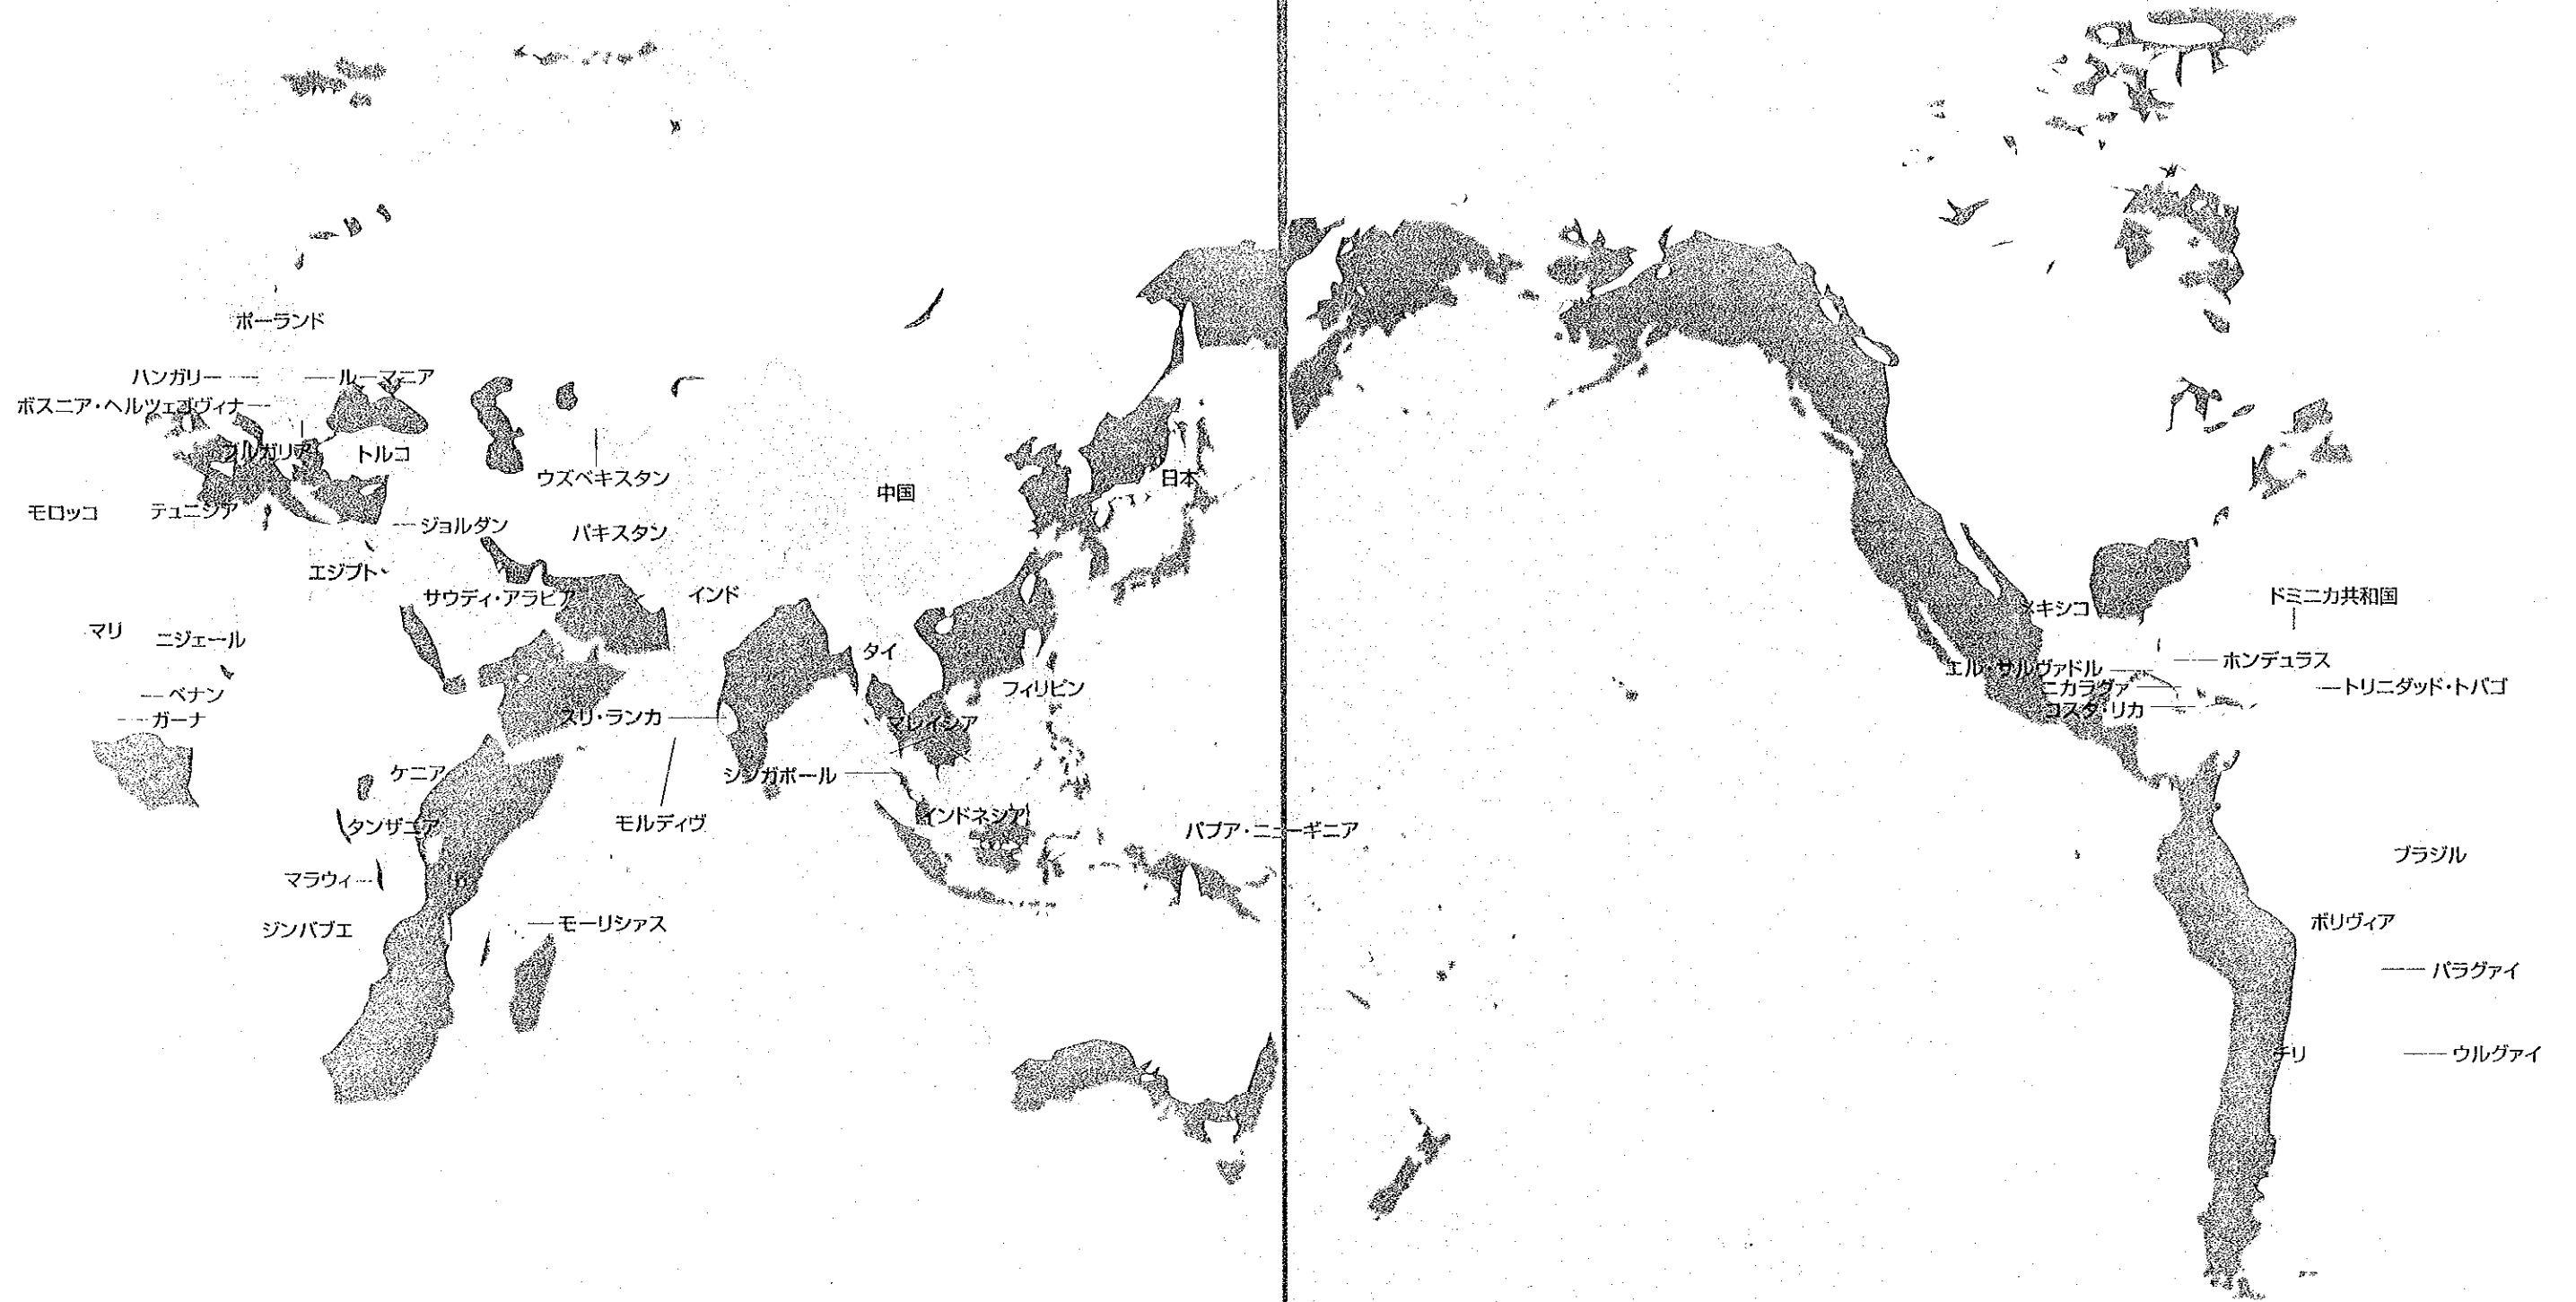 ポーランド
ハンガリー
ルーマニア
ボスニア・ヘルツェゴヴィナ
ブルガリア
トルコ
ウズベキスタン
中国
日本
モロッコ
テュニジア
ジョルダン
パキスタン
エジプト
サウディ・アラビア
インド
マリ
ニジェール
タイ
ベナン
フィリピン
ガーナ
スリ・ランカ
マレイシア
ケニア
シンガポール
タンザニア
モルディヴ
インドネシア
パプア・ニューギニア
マラウィ
ジンバブエ
モーリシァス
メキシコ
ドミニカ共和国
エル・サルヴァドル
ホンデュラス
ニカラグァ
トリニダッド・トバゴ
コスタ・リカ
ブラジル
ボリヴィア
パラグァイ
チリ
ウルグァイ